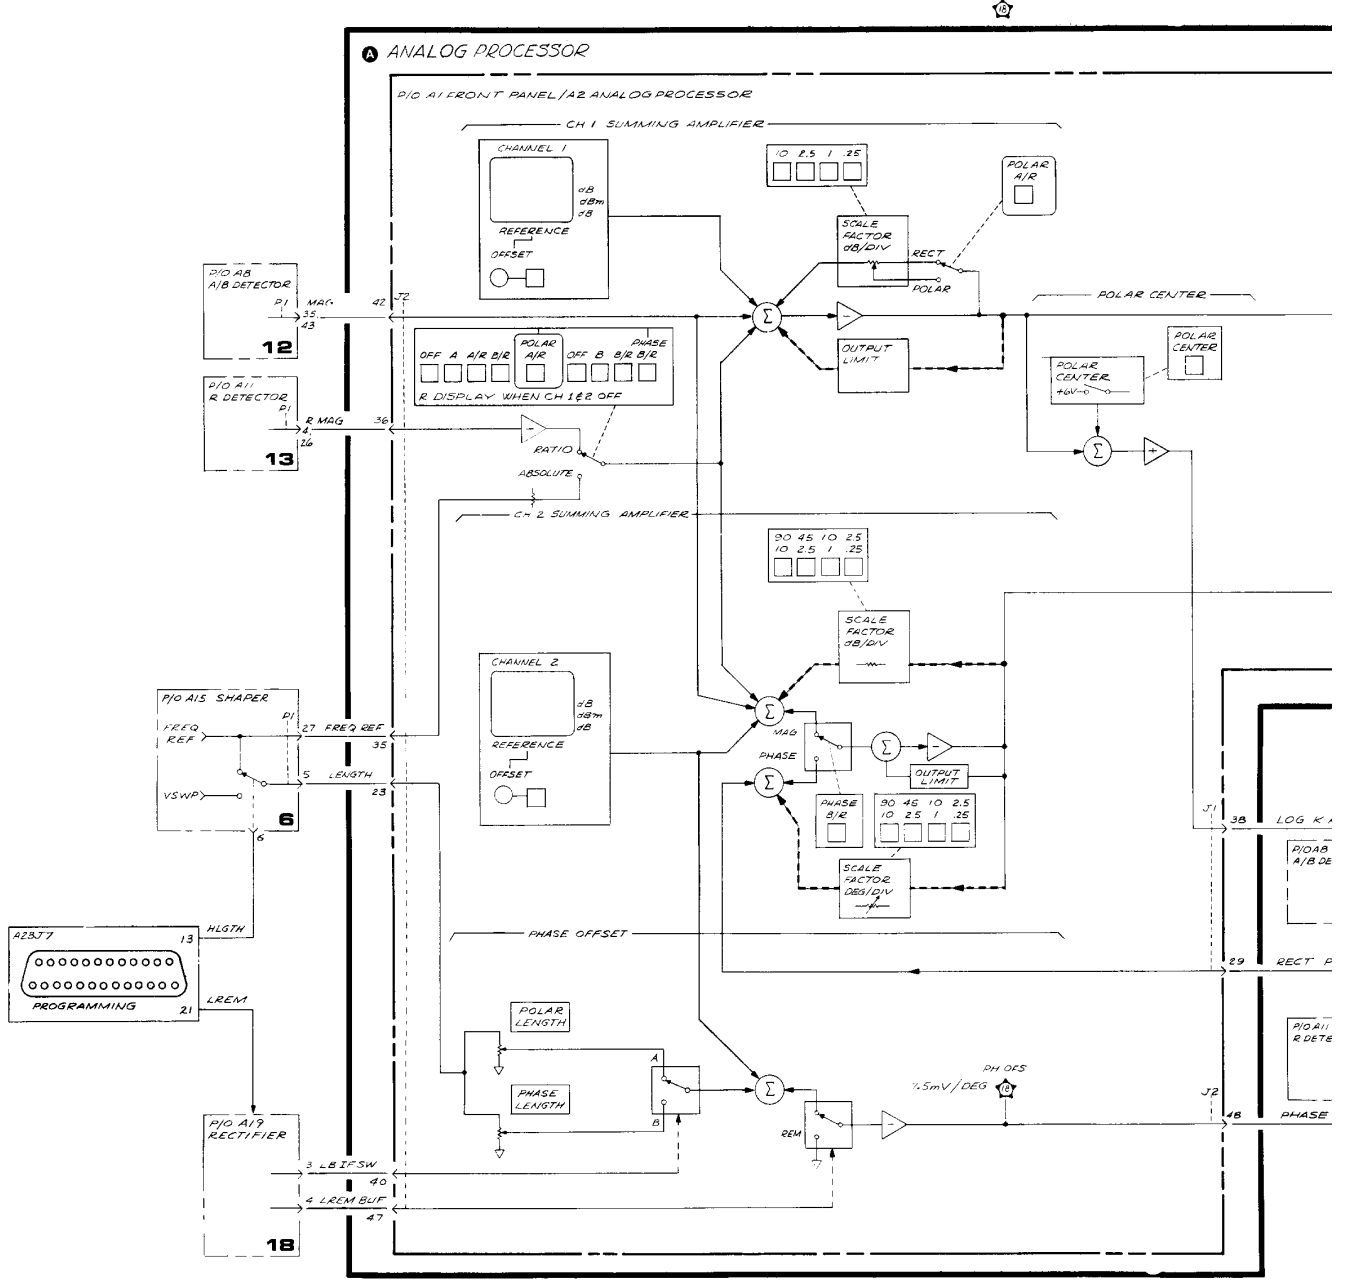 18
A ANALOG PROCESSOR
P/O A1 FRONT PANEL/A2 ANALOG PROCESSOR
CH 1 SUMMING AMPLIFIER
CHANNEL 1
dB
dBm
dB
REFERENCE
OFFSET
10 2.5 1 .25
POLAR
A/R
SCALE
FACTOR
dB/DIV
RECT
POLAR
P/O A8
A/B DETECTOR
P1
MAG
35
43
42
J2
12
Σ
-
POLAR CENTER
POLAR
CENTER
OUTPUT
LIMIT
POLAR
CENTER
+6V
Σ
+
OFF A A/R B/R
POLAR
A/R
OFF B B/R
PHASE
B/R
R DISPLAY WHEN CH 1&2 OFF
P/O A11
R DETECTOR
P1
R MAG
4
26
36
13
-
RATIO
ABSOLUTE
CH 2 SUMMING AMPLIFIER
90 45 10 2.5
10 2.5 1 .25
SCALE
FACTOR
dB/DIV
CHANNEL 2
dB
dBm
dB
REFERENCE
OFFSET
P/O A15 SHAPER
FREQ
REF
P1
27 FREQ REF
35
5 LENGTH
23
VSWP
6
6
Σ
MAG
PHASE
Σ
Σ
-
OUTPUT
LIMIT
PHASE
B/R
90 45 10 2.5
10 2.5 1 .25
SCALE
FACTOR
DEG/DIV
J1
38 LOG K
P/O A8
A/B DE
A23J7
13
HLGTH
PROGRAMMING
21
LREM
PHASE OFFSET
29 RECT P
POLAR
LENGTH
PHASE
LENGTH
A
B
Σ
REM
-
PH OFS
18
7.5mV/DEG
P/O A11
R DETE
J2
48 PHASE
P/O A19
RECTIFIER
3 LBIFSW
40
4 LREM BUF
47
18